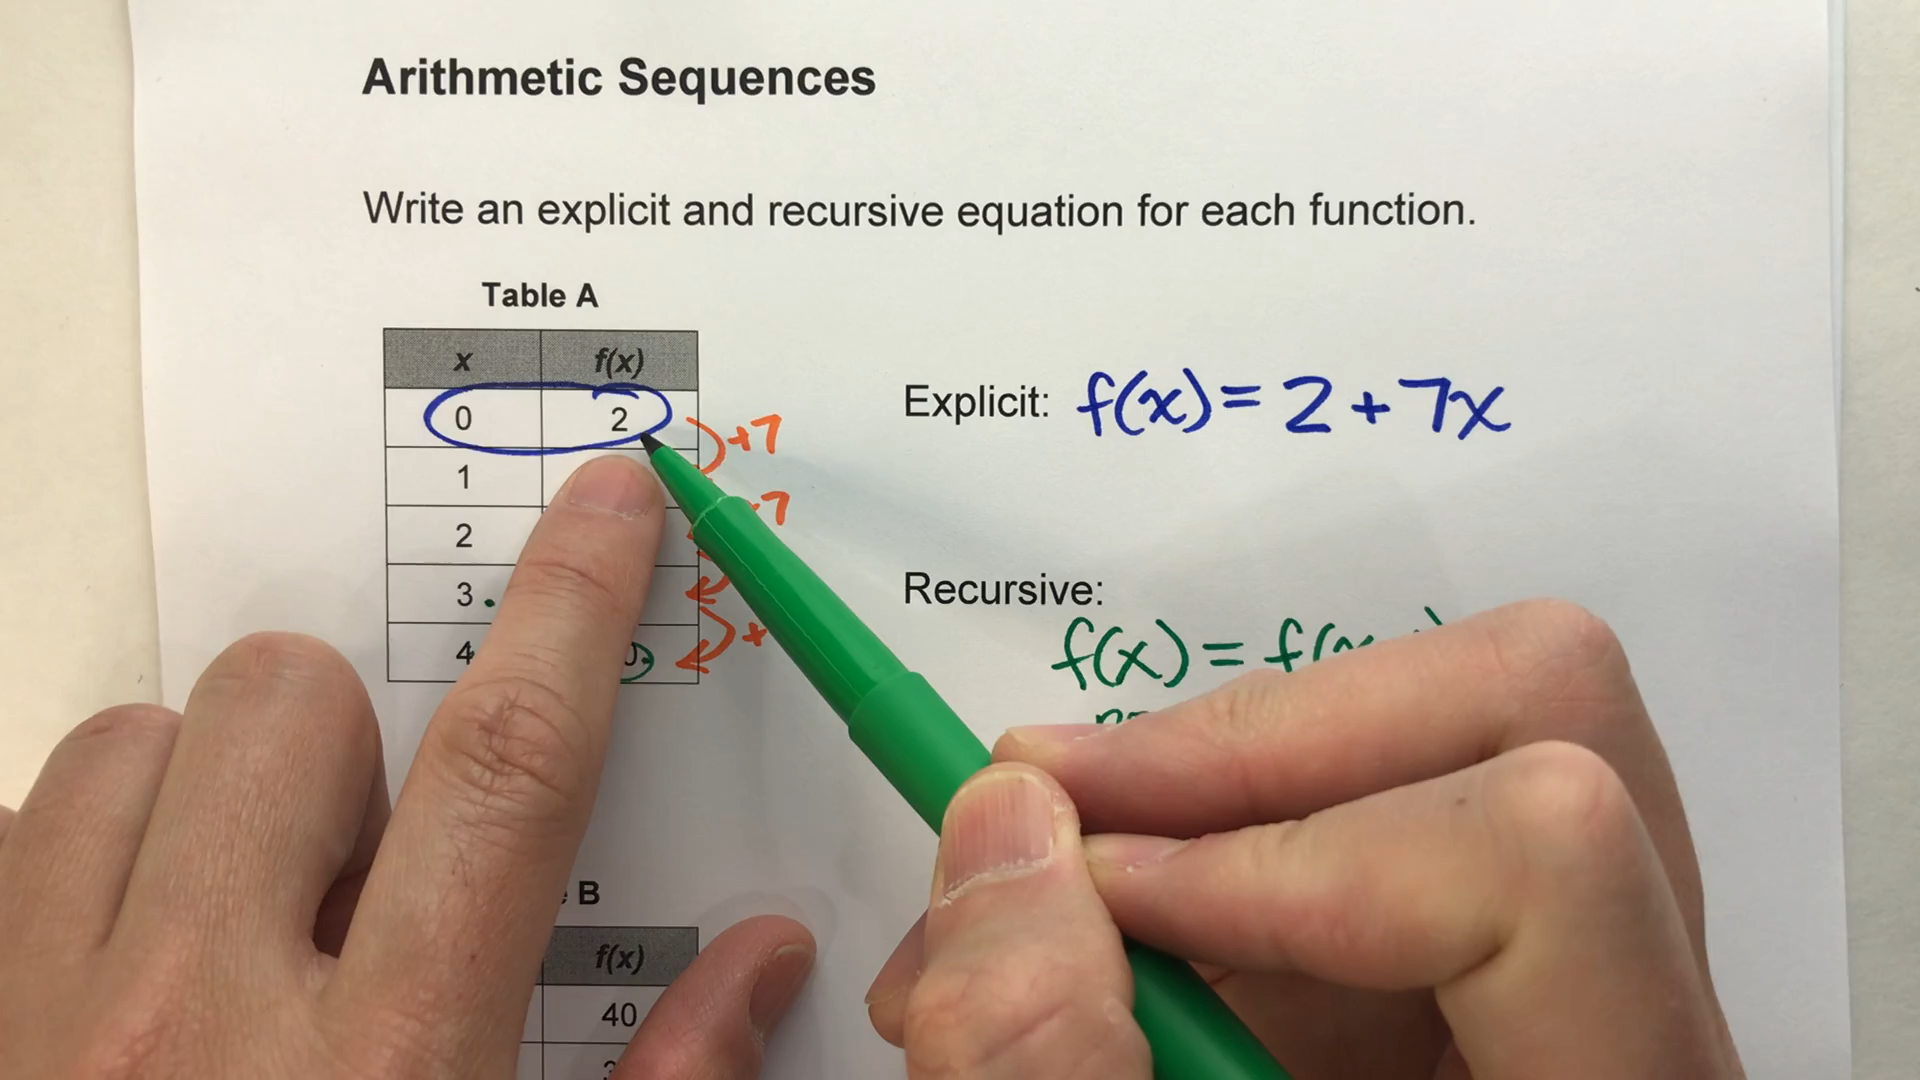 Arithmetic Sequences
Write an explicit and recursive equation for each function.
Table A
x f(x)
0 2
+7
1
7
2
3
4
Explicit: f(x) = 2 + 7x
Recursive:
f(x) = f(
B
f(x)
40